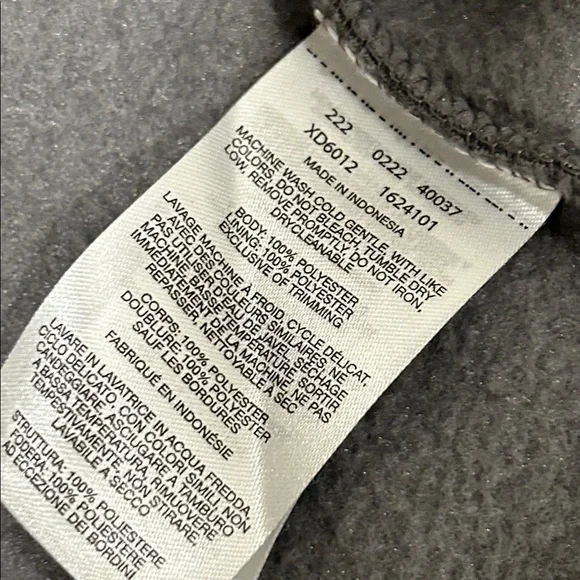 222 0222 40037
XD6012 1624101
MADE IN INDONESIA
MACHINE WASH COLD GENTLE, WITH LIKE
COLORS, DO NOT BLEACH, TUMBLE DRY
LOW, REMOVE PROMPTLY, DO NOT IRON,
DRYCLEANABLE
BODY: 100% POLYESTER
LINING: 100% POLYESTER
EXCLUSIVE OF TRIMMING
LAVAGE MACHINE À FROID, CYCLE DÉLICAT,
AVEC DES COULEURS SIMILAIRES, NE
PAS UTILISER D'EAU DE JAVEL, SÉCHAGE
MACHINE À BASSE TEMPÉRATURE, SORTIR
IMMÉDIATEMENT DE LA MACHINE, NE PAS
REPASSER, NETTOYABLE À SEC
CORPS: 100% POLYESTER
DOUBLURE: 100% POLYESTER
SAUF LES BORDURES
FABRIQUÉ EN INDONÉSIE
LAVARE IN LAVATRICE IN ACQUA FREDDA,
CICLO DELICATO, CON COLORI SIMILI, NON
CANDEGGIARE, ASCIUGARE
A BASSA TEMPERATURA, RIMUOVERE
TEMPESTIVAMENTE, NON STIRARE,
LAVABILE A SECCO
STRUTTURA: 100% POLIESTERE
FODERA: 100% POLIESTERE
AD ECCEZIONE DEI BORDINI